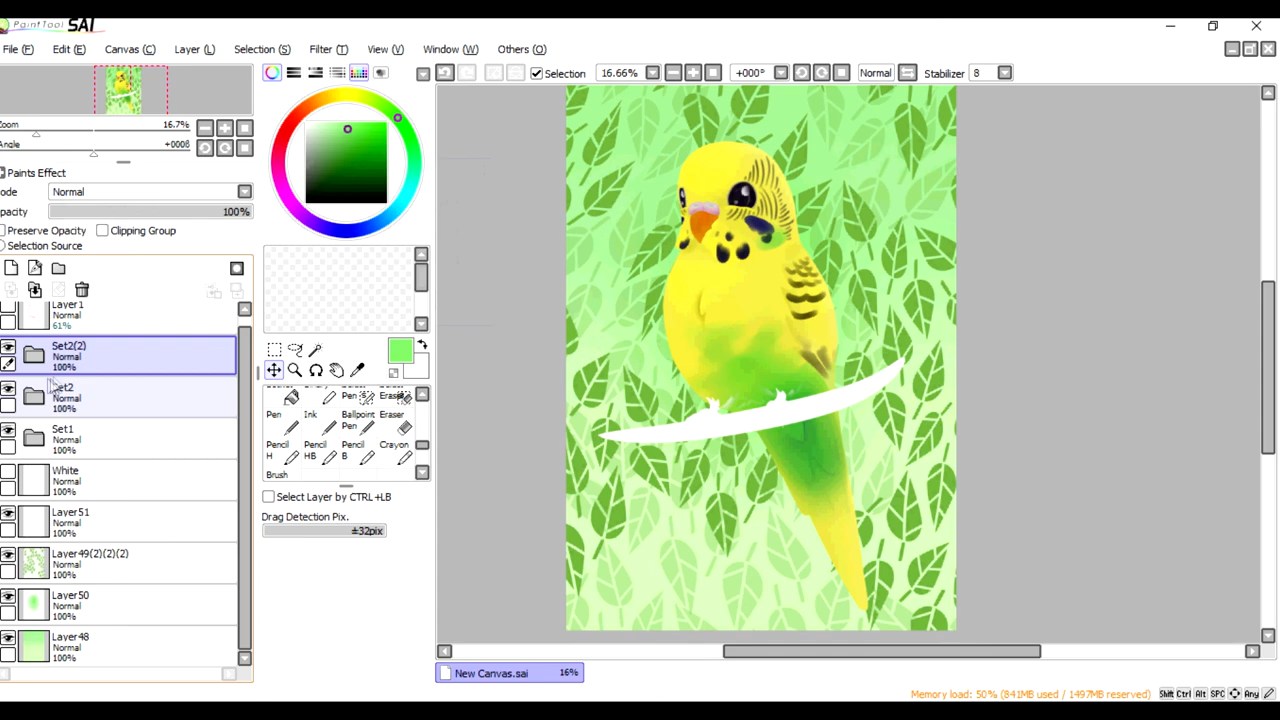 PaintTool SAI
File (F) Edit (E) Canvas (C) Layer (L) Selection (S) Filter (T) View (V) Window (W) Others (O)
Selection 16.66% +000° Normal Stabilizer 8
Zoom 16.7%
Angle +000θ
Paints Effect
ode Normal
pacity 100%
Preserve Opacity Clipping Group
Selection Source
Layer1
61%
Set2(2)
Normal
100%
Set2
Normal
100%
Set1
Normal
100%
White
Normal
100%
Layer51
Normal
100%
Layer49(2)(2)(2)
Normal
100%
Layer50
Normal
100%
Layer48
Normal
100%
Pen Eraser
Pen Ink Ballpoint Eraser
Pen
Pencil Pencil Pencil Crayon
H HB B
Brush
Select Layer by CTRL+LB
Drag Detection Pix.
±32pix
New Canvas.sai 16%
Memory load: 50% (841MB used / 1497MB reserved) Shift Ctrl Alt SPC Any